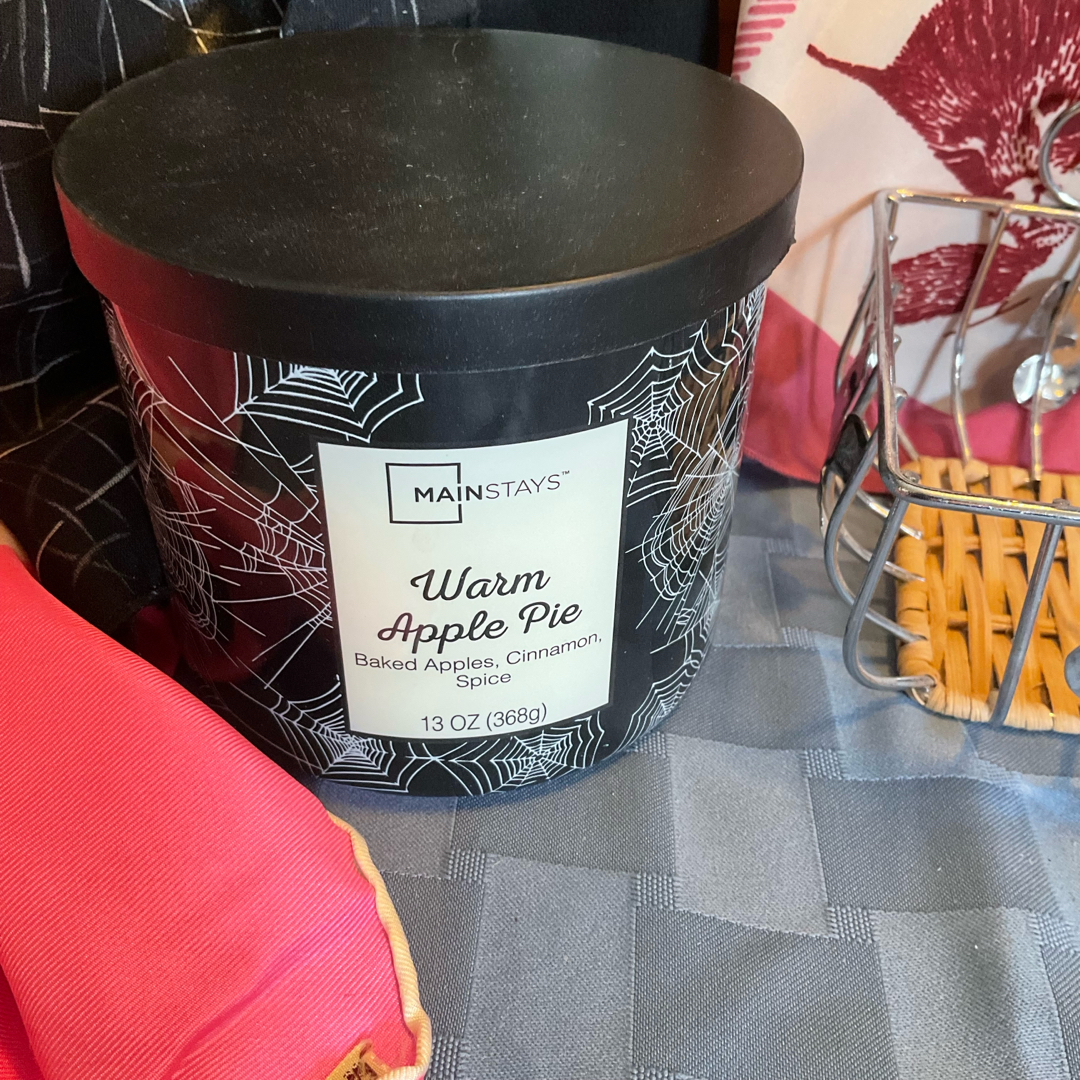 MAINSTAYS™
Warm
Apple Pie
Baked Apples, Cinnamon,
Spice
13 OZ (368g)